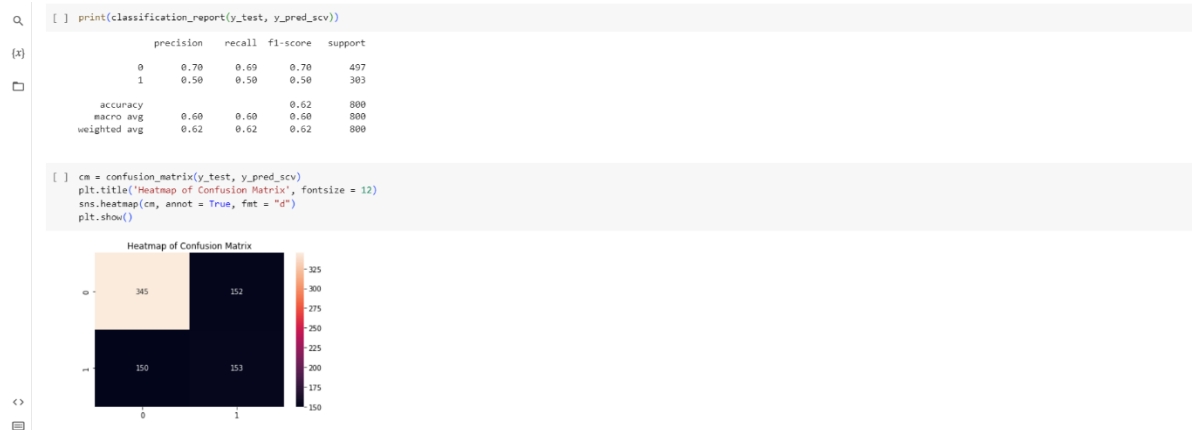 [ ] print(classification_report(y_test, y_pred_scv))
{x}
precision recall f1-score support
0 0.70 0.69 0.70 497
1 0.50 0.50 0.50 303
accuracy 0.62 800
macro avg 0.60 0.60 0.60 800
weighted avg 0.62 0.62 0.62 800
[ ] cm = confusion_matrix(y_test, y_pred_scv)
plt.title('Heatmap of Confusion Matrix', fontsize = 12)
sns.heatmap(cm, annot = True, fmt = "d")
plt.show()
Heatmap of Confusion Matrix
325
0 345 152 300
275
250
225
1 150 153 200
175
<> 150
0 1